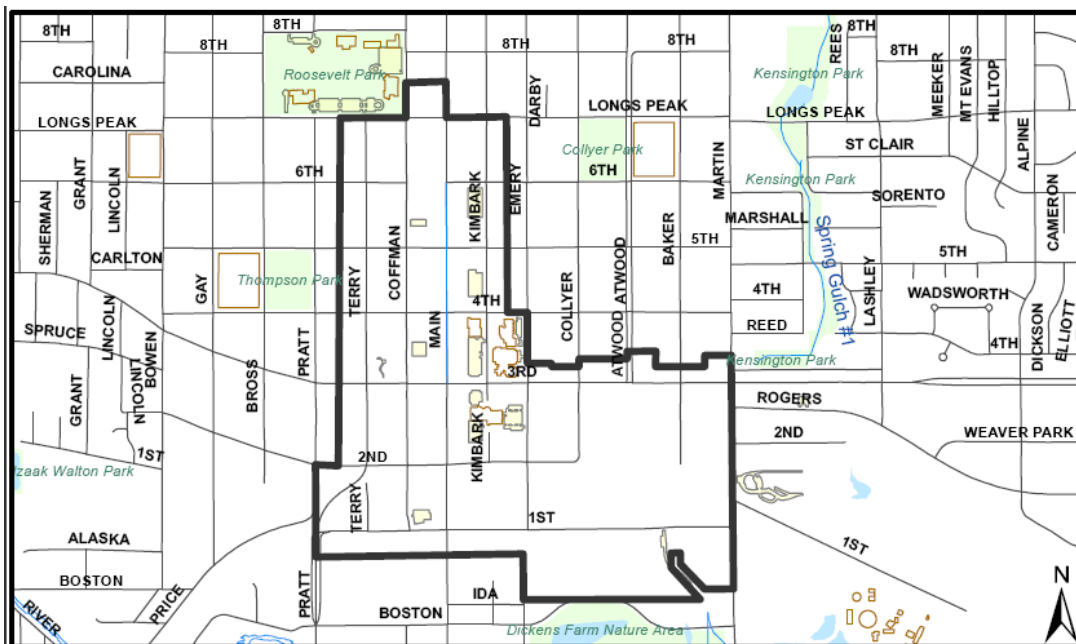 8TH
8TH
REES
8TH
8TH
8TH
8TH
8TH
CAROLINA
Roosevelt Park
Kensington Park
MEEKER
MT EVANS
HILLTOP
DARBY
LONGS PEAK
LONGS PEAK
LONGS PEAK
ST CLAIR
ALPINE
Collyer Park
6TH
6TH
GRANT
LINCOLN
KIMBARK
EMERY
MARTIN
Kensington Park
SORENTO
CAMERON
SHERMAN
MARSHALL
Spring Gulch #1
5TH
5TH
BAKER
CARLTON
GAY
Thompson Park
TERRY
COFFMAN
ATWOOD
4TH
LASHLEY
WADSWORTH
4TH
COLLYER
REED
4TH
SPRUCE
LINCOLN
BOWEN
LINCOLN
PRATT
MAIN
ATWOOD
DICKSON
ELLIOTT
Kensington Park
3RD
GRANT
BROSS
ROGERS
KIMBARK
2ND
WEAVER PARK
1ST
2ND
Izaak Walton Park
TERRY
1ST
1ST
ALASKA
BOSTON
PRICE
PRATT
IDA
BOSTON
RIVER
Dickens Farm Nature Area
N